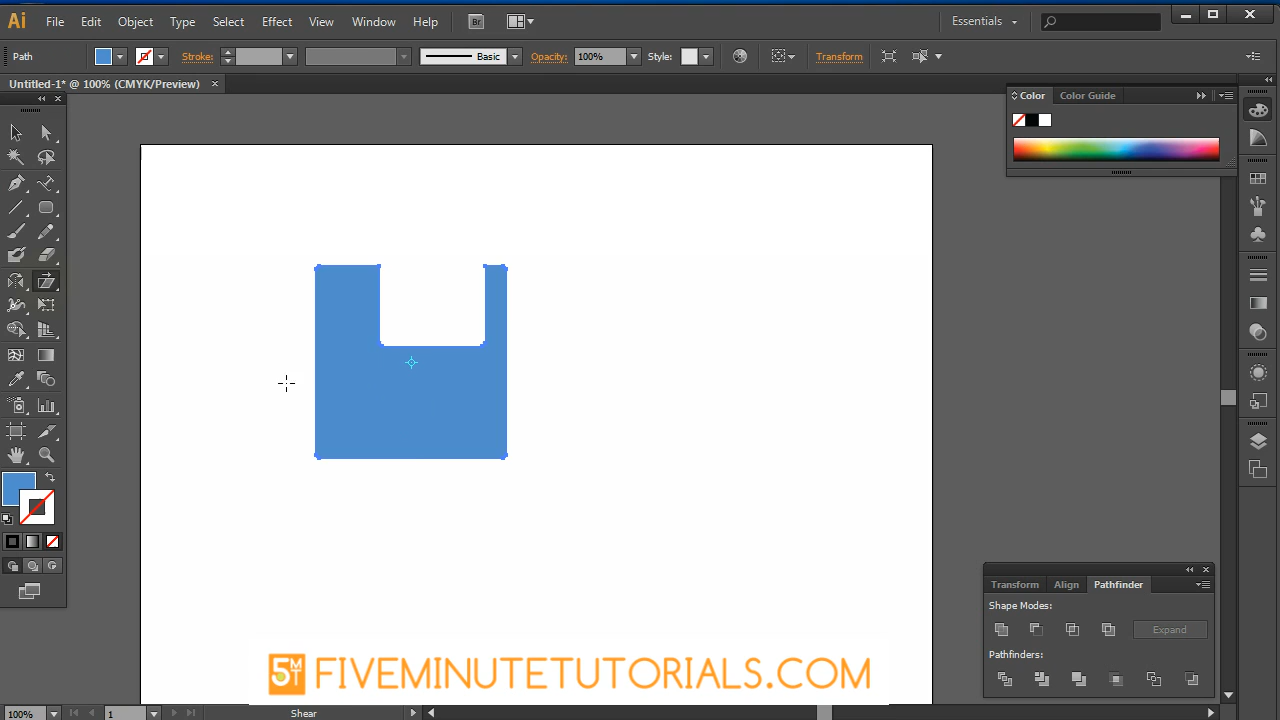 Ai File Edit Object Type Select Effect View Window Help Br Essentials
Path Stroke: Basic Opacity: 100% Style: Transform
Untitled-1* @ 100% (CMYK/Preview)
Color Color Guide
Transform Align Pathfinder
Shape Modes:
Expand
Pathfinders:
5MT FIVEMINUTETUTORIALS.COM
100% 1 Shear